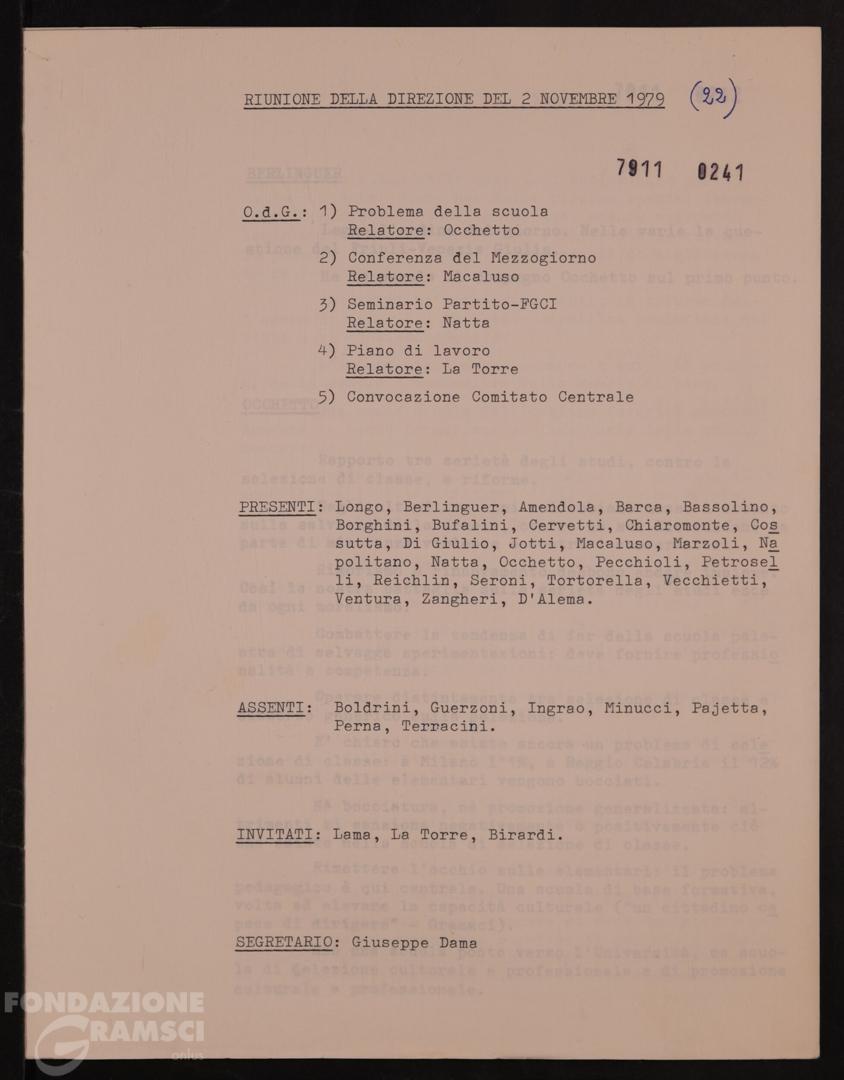 RIUNIONE DELLA DIREZIONE DEL 2 NOVEMBRE 1979 (22)
7911 0241
O.d.G.: 1) Problema della scuola
Relatore: Occhetto
2) Conferenza del Mezzogiorno
Relatore: Macaluso
3) Seminario Partito-FGCI
Relatore: Natta
4) Piano di lavoro
Relatore: La Torre
5) Convocazione Comitato Centrale
PRESENTI: Longo, Berlinguer, Amendola, Barca, Bassolino,
Borghini, Bufalini, Cervetti, Chiaromonte, Cos
sutta, Di Giulio, Jotti, Macaluso, Marzoli, Na
politano, Natta, Occhetto, Pecchioli, Petrosel
li, Reichlin, Seroni, Tortorella, Vecchietti,
Ventura, Zangheri, D'Alema.
ASSENTI: Boldrini, Guerzoni, Ingrao, Minucci, Pajetta,
Perna, Terracini.
INVITATI: Lama, La Torre, Birardi.
SEGRETARIO: Giuseppe Dama
FONDAZIONE
GRAMSCI
onlus